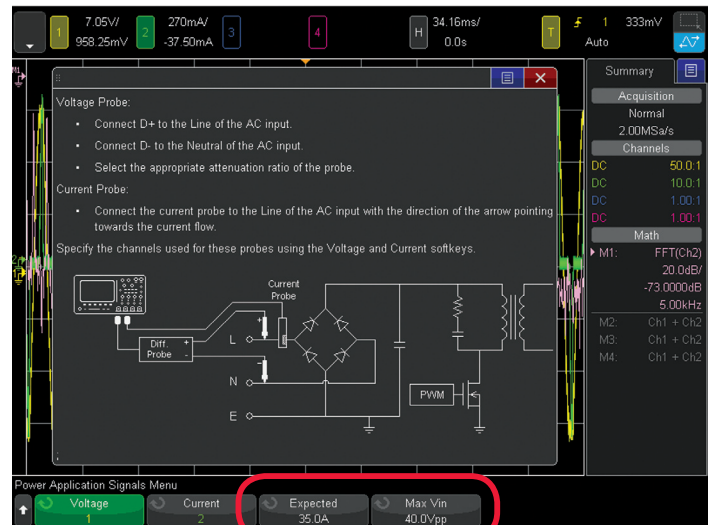 1 7.05V/ 2 270mA/ 3 4 H 34.16ms/ T 1 333mV
958.25mV -37.50mA 0.0s Auto
M1
Summary
Voltage Probe:
• Connect D+ to the Line of the AC input.
• Connect D- to the Neutral of the AC input.
• Select the appropriate attenuation ratio of the probe.
Current Probe:
• Connect the current probe to the Line of the AC input with the direction of the arrow pointing
towards the current flow.
Specify the channels used for these probes using the Voltage and Current softkeys.
Current
Probe
Diff.
Probe
+
-
+
-
L
N
E
PWM
Acquisition
Normal
2.00MSa/s
Channels
DC 50.0:1
DC 10.0:1
DC 1.00:1
DC 1.00:1
Math
M1: FFT(Ch2)
20.0dB/
-73.0000dB
5.00kHz
M2: Ch1 + Ch2
M3: Ch1 + Ch2
M4: Ch1 + Ch2
Power Application Signals Menu
Voltage Current Expected Max Vin
1 2 35.0A 40.0Vpp